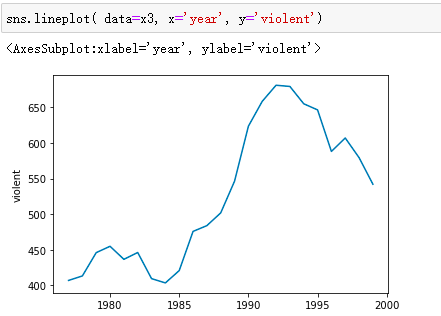 sns.lineplot( data=x3, x='year', y='violent')
<AxesSubplot:xlabel='year', ylabel='violent'>
650
600
550
500
450
400
violent
1980 1985 1990 1995 2000